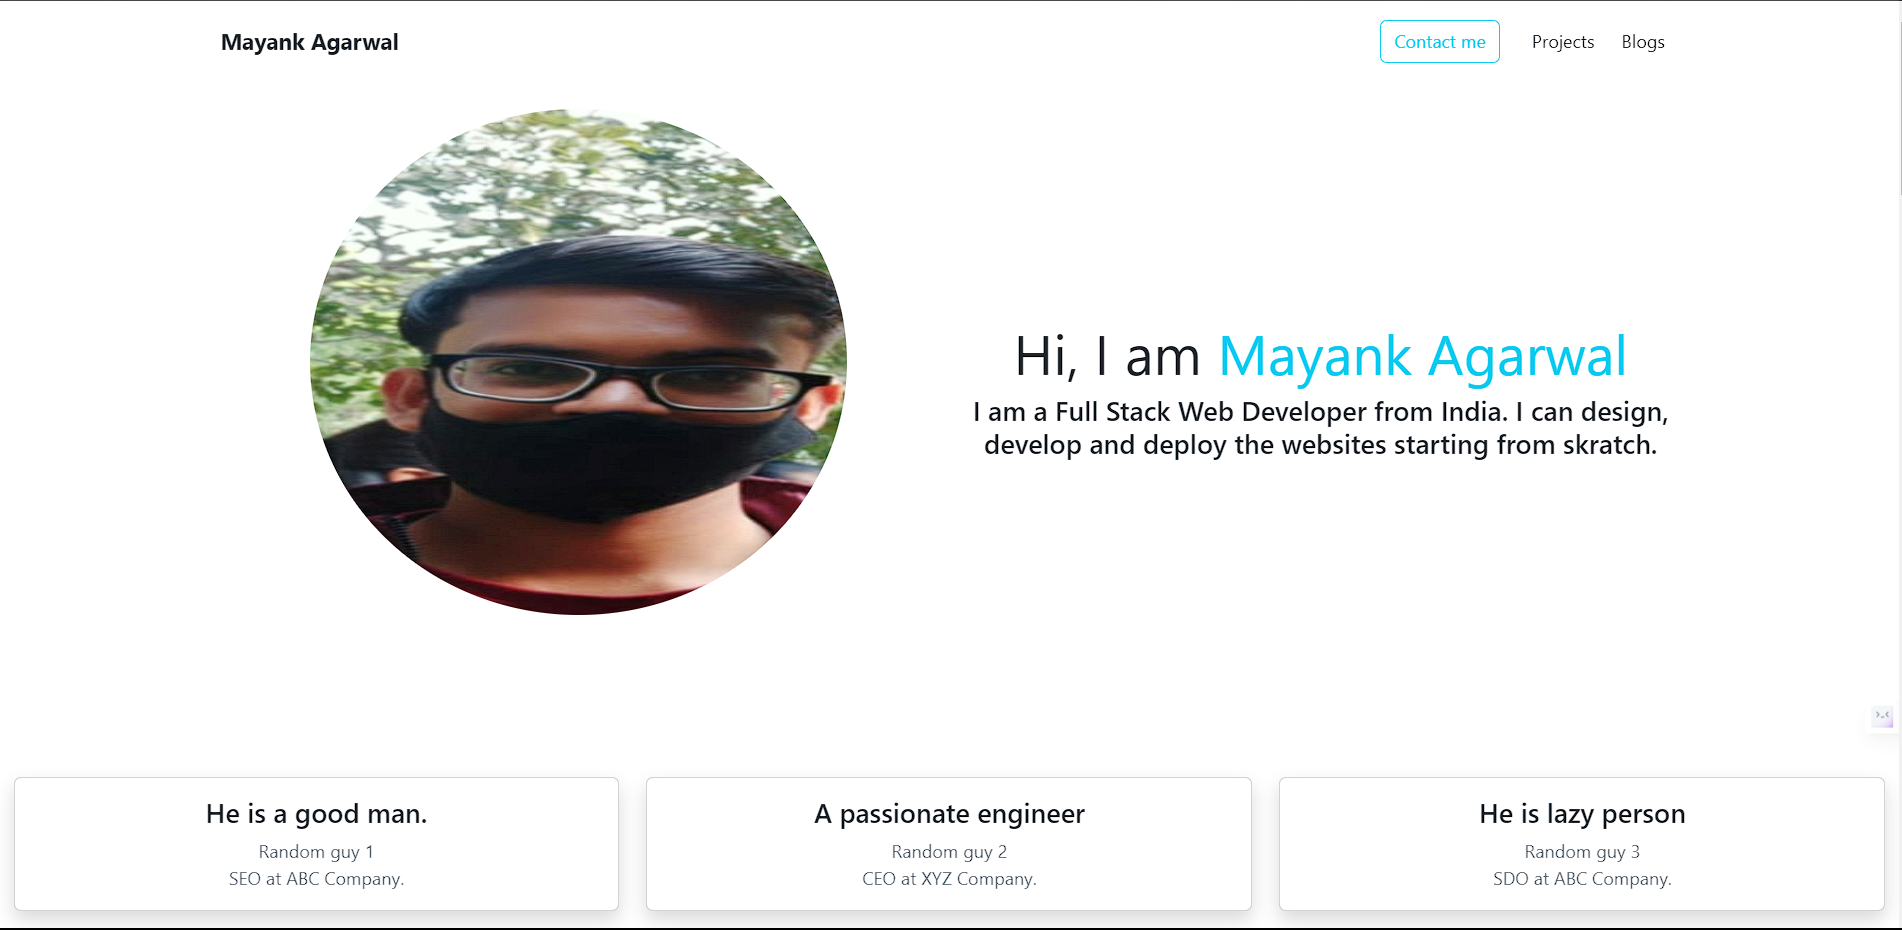 Mayank Agarwal
Contact me
Projects
Blogs
Hi, I am Mayank Agarwal
I am a Full Stack Web Developer from India. I can design,
develop and deploy the websites starting from skratch.
He is a good man.
Random guy 1
SEO at ABC Company.
A passionate engineer
Random guy 2
CEO at XYZ Company.
He is lazy person
Random guy 3
SDO at ABC Company.